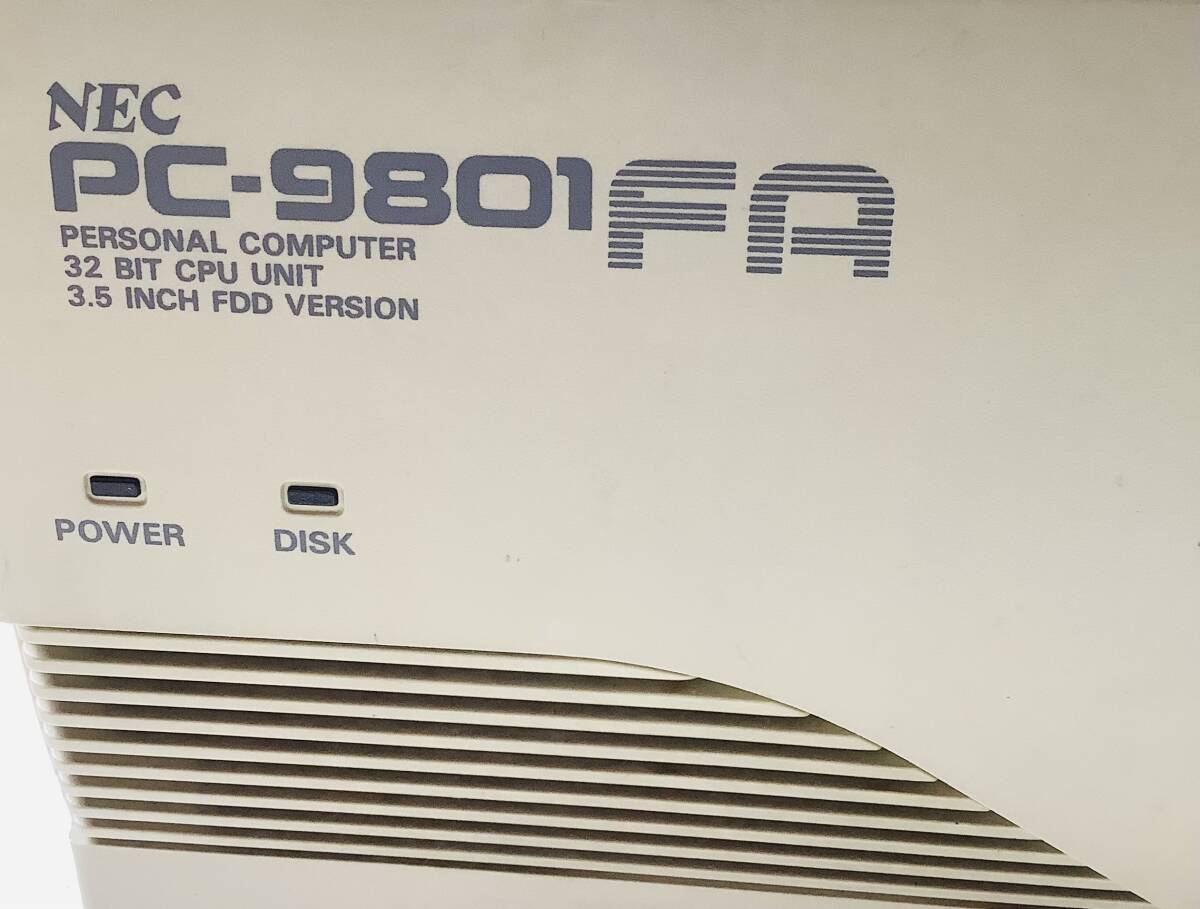 NEC
PC-9801FA
PERSONAL COMPUTER
32 BIT CPU UNIT
3.5 INCH FDD VERSION
POWER
DISK